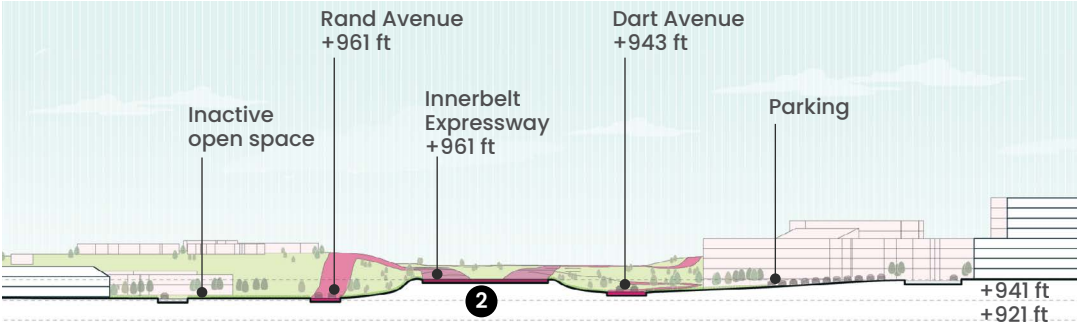 Rand Avenue
+961 ft
Dart Avenue
+943 ft
Innerbelt
Expressway
+961 ft
Inactive
open space
Parking
2
+941 ft
+921 ft